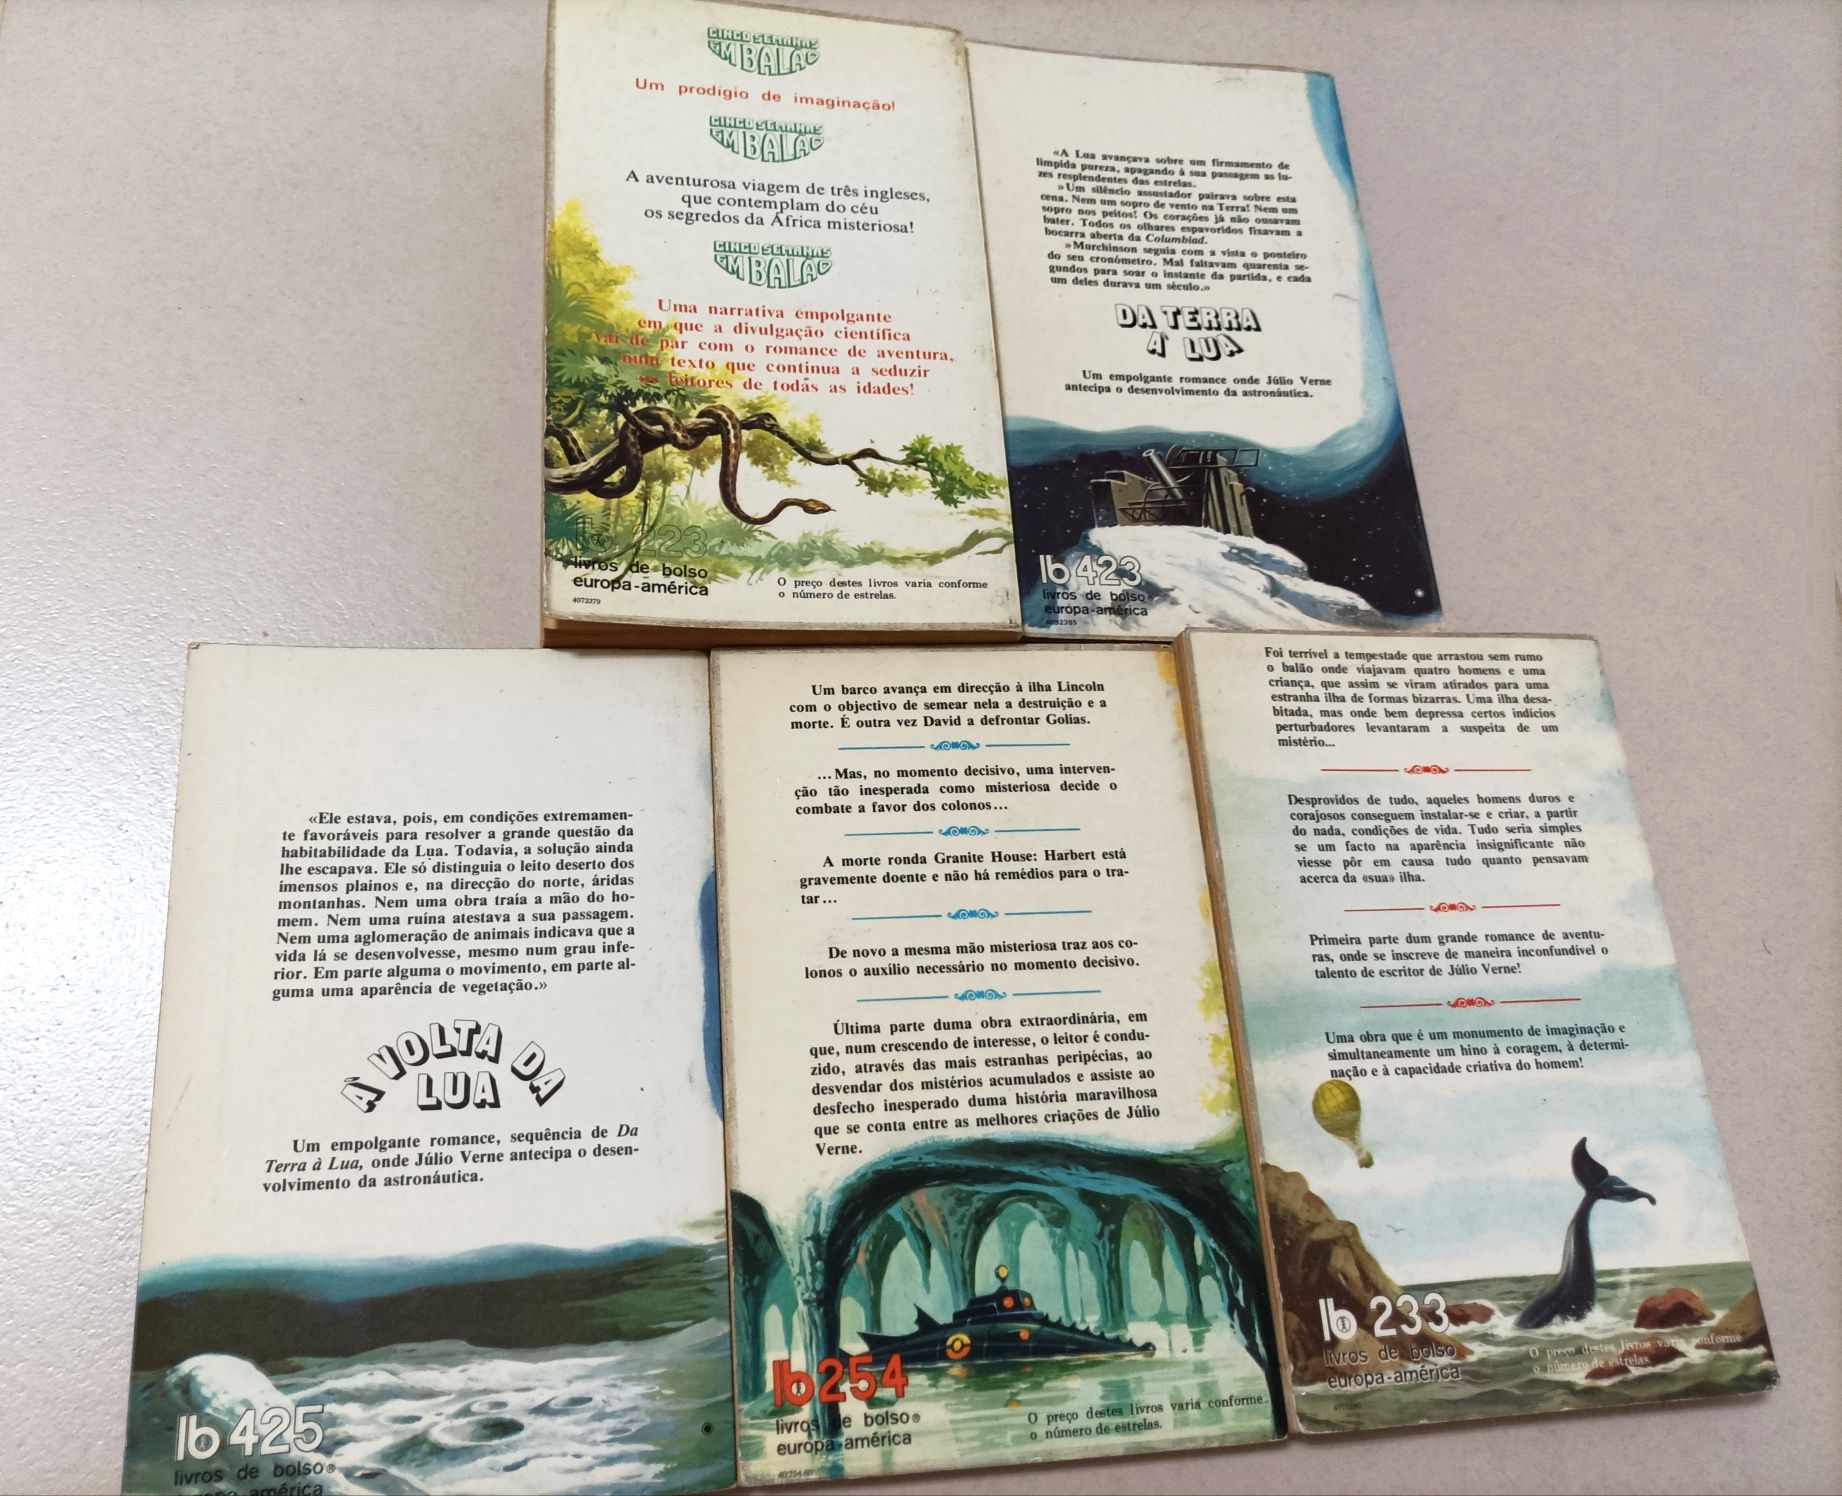 CINCO SEMANAS
EM BALÃO
Um prodígio de imaginação!
CINCO SEMANAS
EM BALÃO
A aventurosa viagem de três ingleses,
que contemplam do céu
os segredos da África misteriosa!
CINCO SEMANAS
EM BALÃO
Uma narrativa empolgante
em que a divulgação científica
vai de par com o romance de aventura,
num texto que continua a seduzir
os leitores de todas as idades!
lb 223
livros de bolso
europa-américa
4072379
O preço destes livros varia conforme
o número de estrelas.
«A Lua avançava sobre um firmamento de
límpida pureza, apagando à sua passagem as lu-
zes resplendentes das estrelas.
»Um silêncio assustador pairava sobre esta
cena. Nem um sopro de vento na Terra! Nem um
sopro nos peitos! Os corações já não ousavam
bater. Todos os olhares espavoridos fixavam a
bocarra aberta da Columbiad.
»Murchinson seguia com a vista o ponteiro
do seu cronómetro. Mal faltavam quarenta se-
gundos para soar o instante da partida, e cada
um deles durava um século.»
DA TERRA
À LUA
Um empolgante romance onde Júlio Verne
antecipa o desenvolvimento da astronáutica.
lb 423
livros de bolso
europa-américa
4092385
«Ele estava, pois, em condições extremamen-
te favoráveis para resolver a grande questão da
habitabilidade da Lua. Todavia, a solução ainda
lhe escapava. Ele só distinguia o leito deserto dos
imensos plainos e, na direcção do norte, áridas
montanhas. Nem uma obra traía a mão do ho-
mem. Nem uma ruína atestava a sua passagem.
Nem uma aglomeração de animais indicava que a
vida lá se desenvolvesse, mesmo num grau infe-
rior. Em parte alguma o movimento, em parte al-
guma uma aparência de vegetação.»
À VOLTA DA
LUA
Um empolgante romance, sequência de Da
Terra à Lua, onde Júlio Verne antecipa o desen-
volvimento da astronáutica.
lb 425
livros de bolso®
europa-américa
Um barco avança em direcção à ilha Lincoln
com o objectivo de semear nela a destruição e a
morte. É outra vez David a defrontar Golias.
...Mas, no momento decisivo, uma interven-
ção tão inesperada como misteriosa decide o
combate a favor dos colonos...
A morte ronda Granite House: Harbert está
gravemente doente e não há remédios para o tra-
tar...
De novo a mesma mão misteriosa traz aos co-
lonos o auxílio necessário no momento decisivo.
Última parte duma obra extraordinária, em
que, num crescendo de interesse, o leitor é condu-
zido, através das mais estranhas peripécias, ao
desvendar dos mistérios acumulados e assiste ao
desfecho inesperado duma história maravilhosa
que se conta entre as melhores criações de Júlio
Verne.
lb 254
livros de bolso®
europa-américa
O preço destes livros varia conforme
o número de estrelas.
Foi terrível a tempestade que arrastou sem rumo
o balão onde viajavam quatro homens e uma
criança, que assim se viram atirados para uma
estranha ilha de formas bizarras. Uma ilha desa-
bitada, mas onde bem depressa certos indícios
perturbadores levantaram a suspeita de um
mistério...
Desprovidos de tudo, aqueles homens duros e
corajosos conseguem instalar-se e criar, a partir
do nada, condições de vida. Tudo seria simples
se um facto na aparência insignificante não
viesse pôr em causa tudo quanto pensavam
acerca da «sua» ilha.
Primeira parte dum grande romance de aventu-
ras, onde se inscreve de maneira inconfundível o
talento de escritor de Júlio Verne!
Uma obra que é um monumento de imaginação e
simultaneamente um hino à coragem, à determi-
nação e à capacidade criativa do homem!
lb 233
livros de bolso
europa-américa
O preço destes livros varia conforme
o número de estrelas.